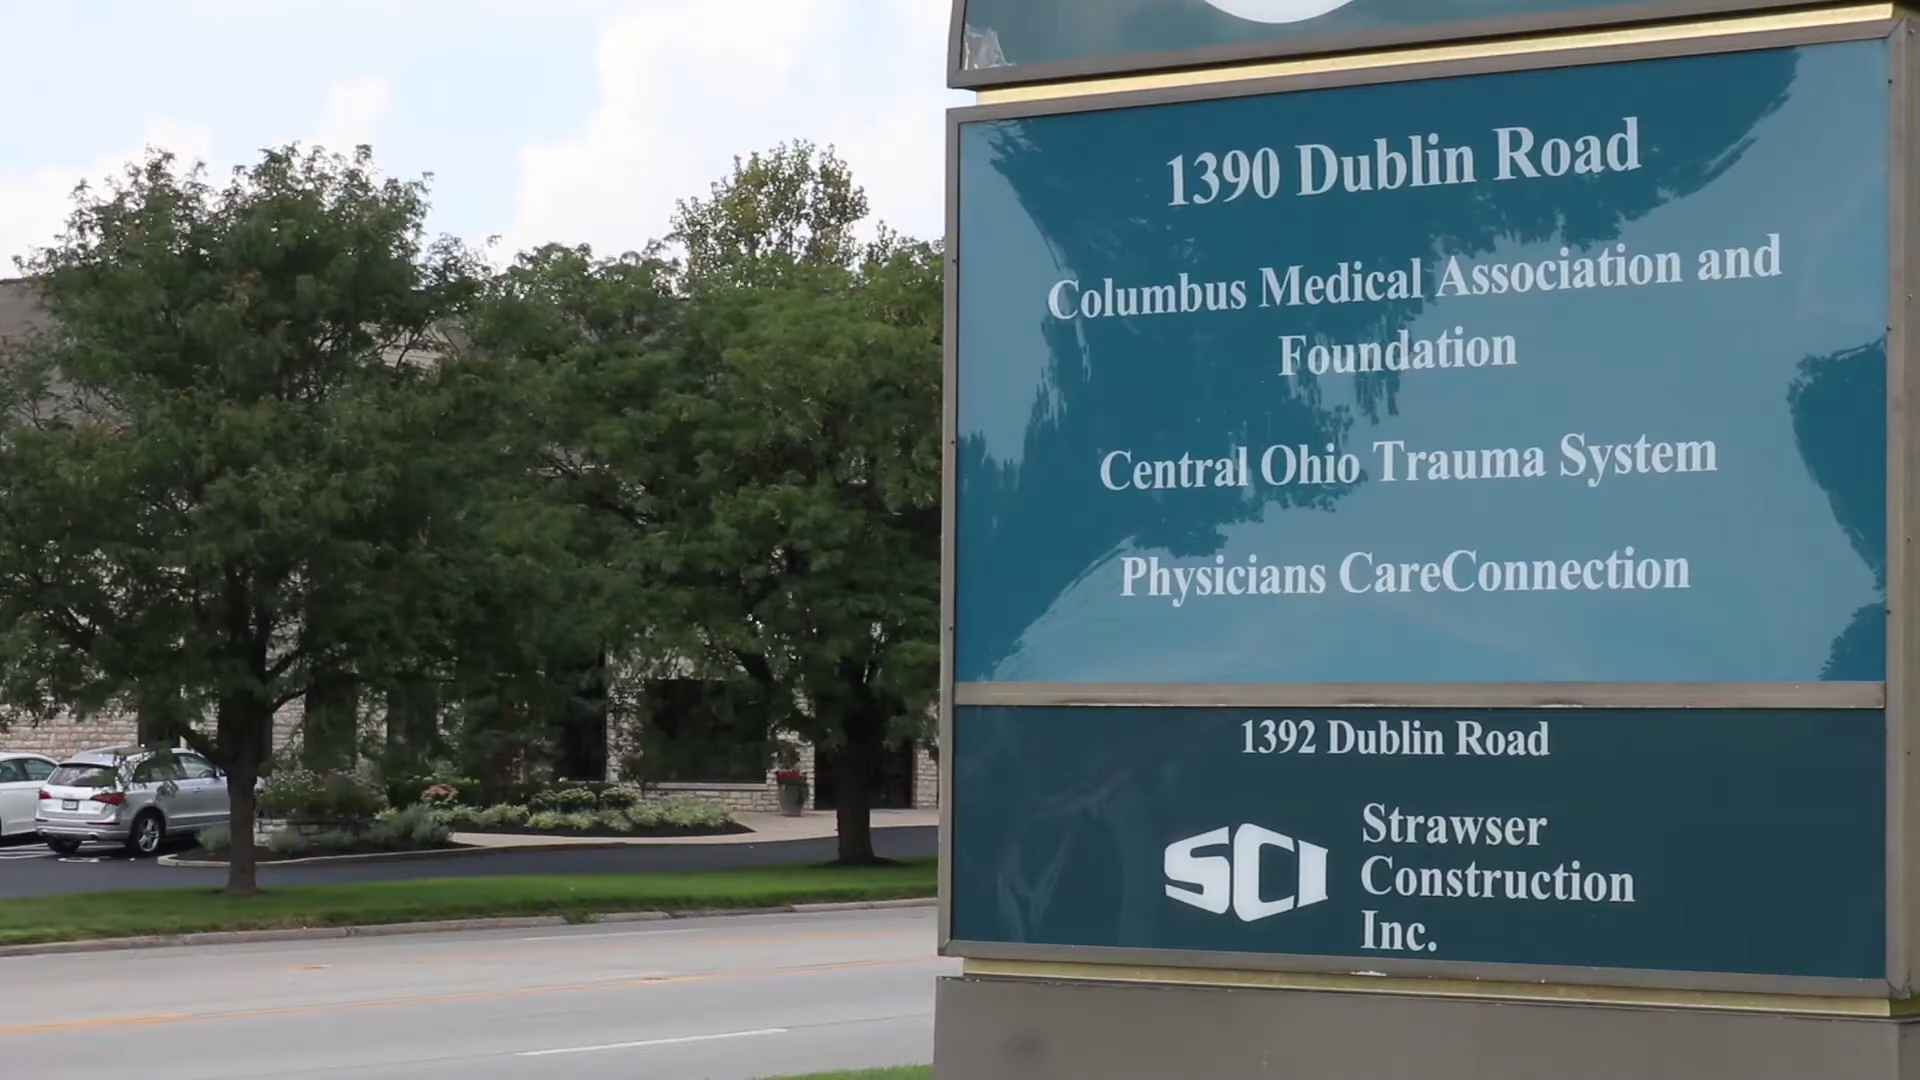 1390 Dublin Road
Columbus Medical Association and
Foundation
Central Ohio Trauma System
Physicians CareConnection
1392 Dublin Road
SCI
Strawser
Construction
Inc.